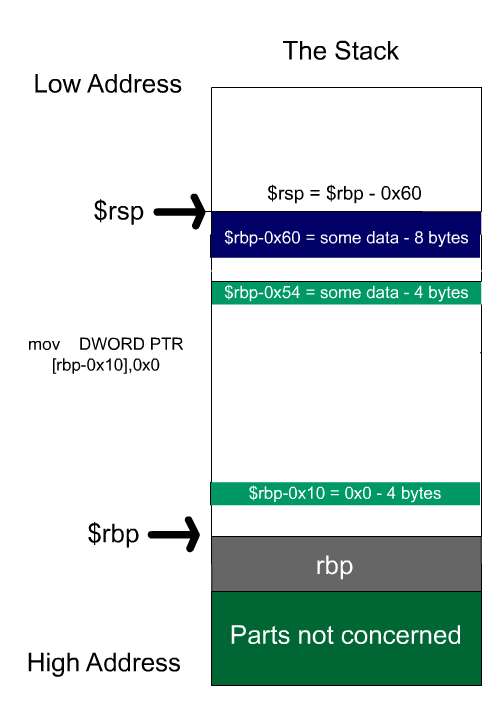 The Stack
Low Address
$rsp = $rbp - 0x60
$rsp
$rbp-0x60 = some data - 8 bytes
$rbp-0x54 = some data - 4 bytes
mov    DWORD PTR
[rbp-0x10],0x0
$rbp-0x10 = 0x0 - 4 bytes
$rbp
rbp
Parts not concerned
High Address